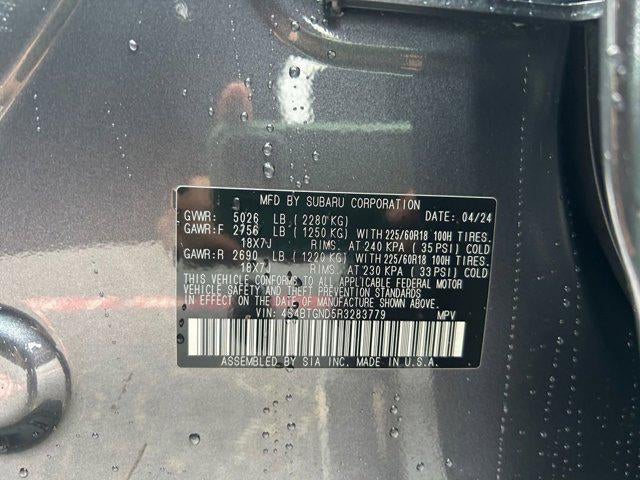 MFD BY SUBARU CORPORATION
GVWR: 5026 LB ( 2280 KG) DATE: 04/24
GAWR:F 2756 LB ( 1250 KG) WITH 225/60R18 100H TIRES.
18X7J RIMS. AT 240 KPA ( 35 PSI) COLD
GAWR:R 2690 LB ( 1220 KG) WITH 225/60R18 100H TIRES.
18X7J RIMS. AT 230 KPA ( 33 PSI) COLD
THIS VEHICLE CONFORMS TO ALL APPLICABLE FEDERAL MOTOR
VEHICLE SAFETY AND THEFT PREVENTION STANDARDS
IN EFFECT ON THE DATE OF MANUFACTURE SHOWN ABOVE.
VIN: 4S4BTGND5R3283779 MPV
ASSEMBLED BY SIA INC. MADE IN U.S.A.